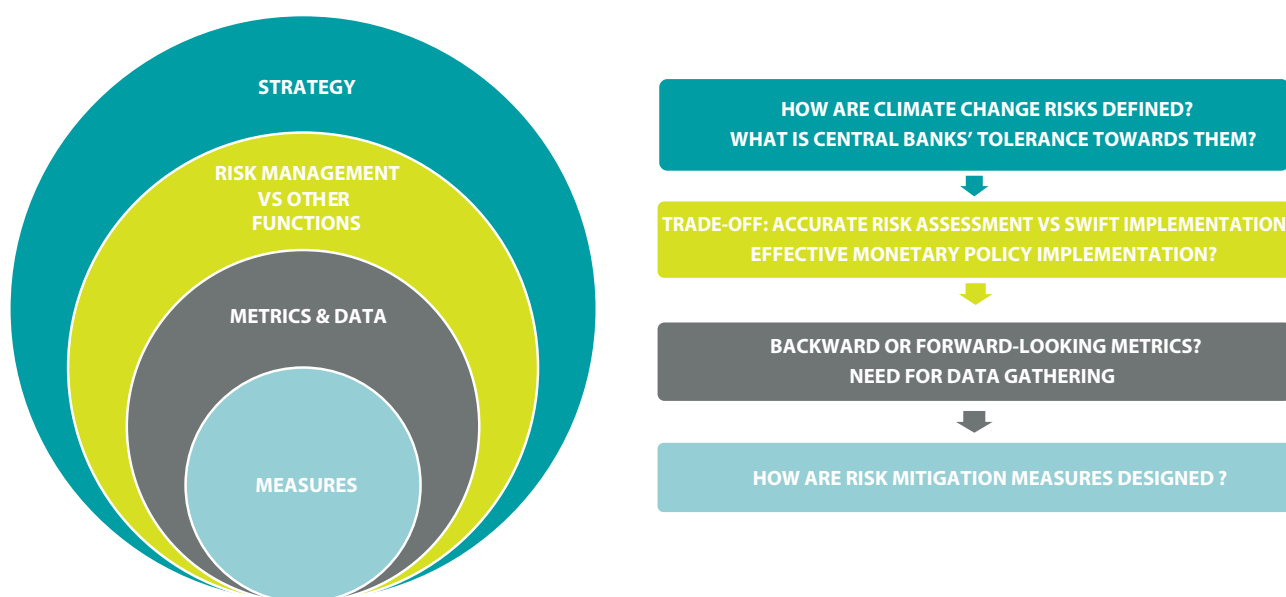 STRATEGY
RISK MANAGEMENT
VS OTHER
FUNCTIONS
METRICS & DATA
MEASURES
HOW ARE CLIMATE CHANGE RISKS DEFINED?
WHAT IS CENTRAL BANKS’ TOLERANCE TOWARDS THEM?
TRADE-OFF: ACCURATE RISK ASSESSMENT VS SWIFT IMPLEMENTATION
EFFECTIVE MONETARY POLICY IMPLEMENTATION?
BACKWARD OR FORWARD-LOOKING METRICS?
NEED FOR DATA GATHERING
HOW ARE RISK MITIGATION MEASURES DESIGNED ?